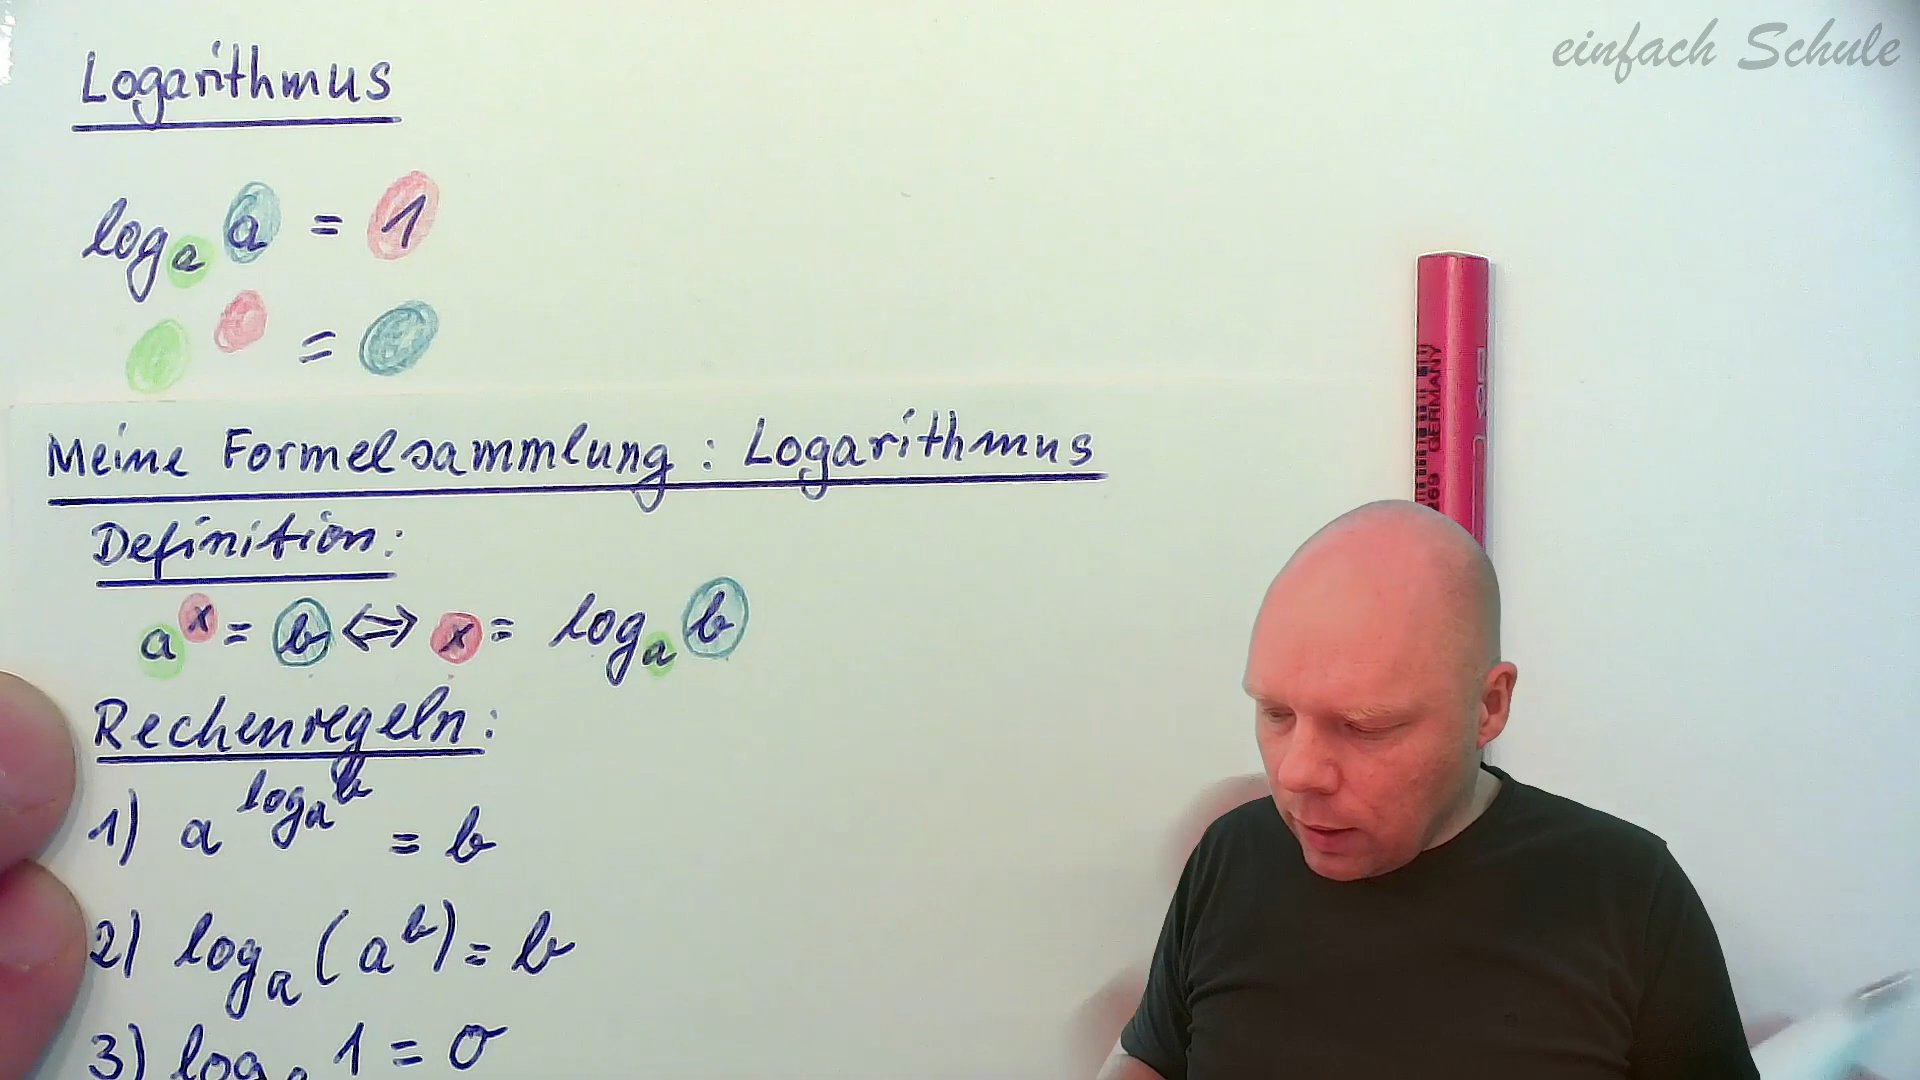 einfach Schule
Logarithmus
logₐ a = 1
=
Meine Formelsammlung: Logarithmus
Definition:
aˣ = b ⇔ x = logₐ b
Rechenregeln:
1) a^(logₐ b) = b
2) logₐ (aᵇ) = b
3) logₐ 1 = 0
GERMANY